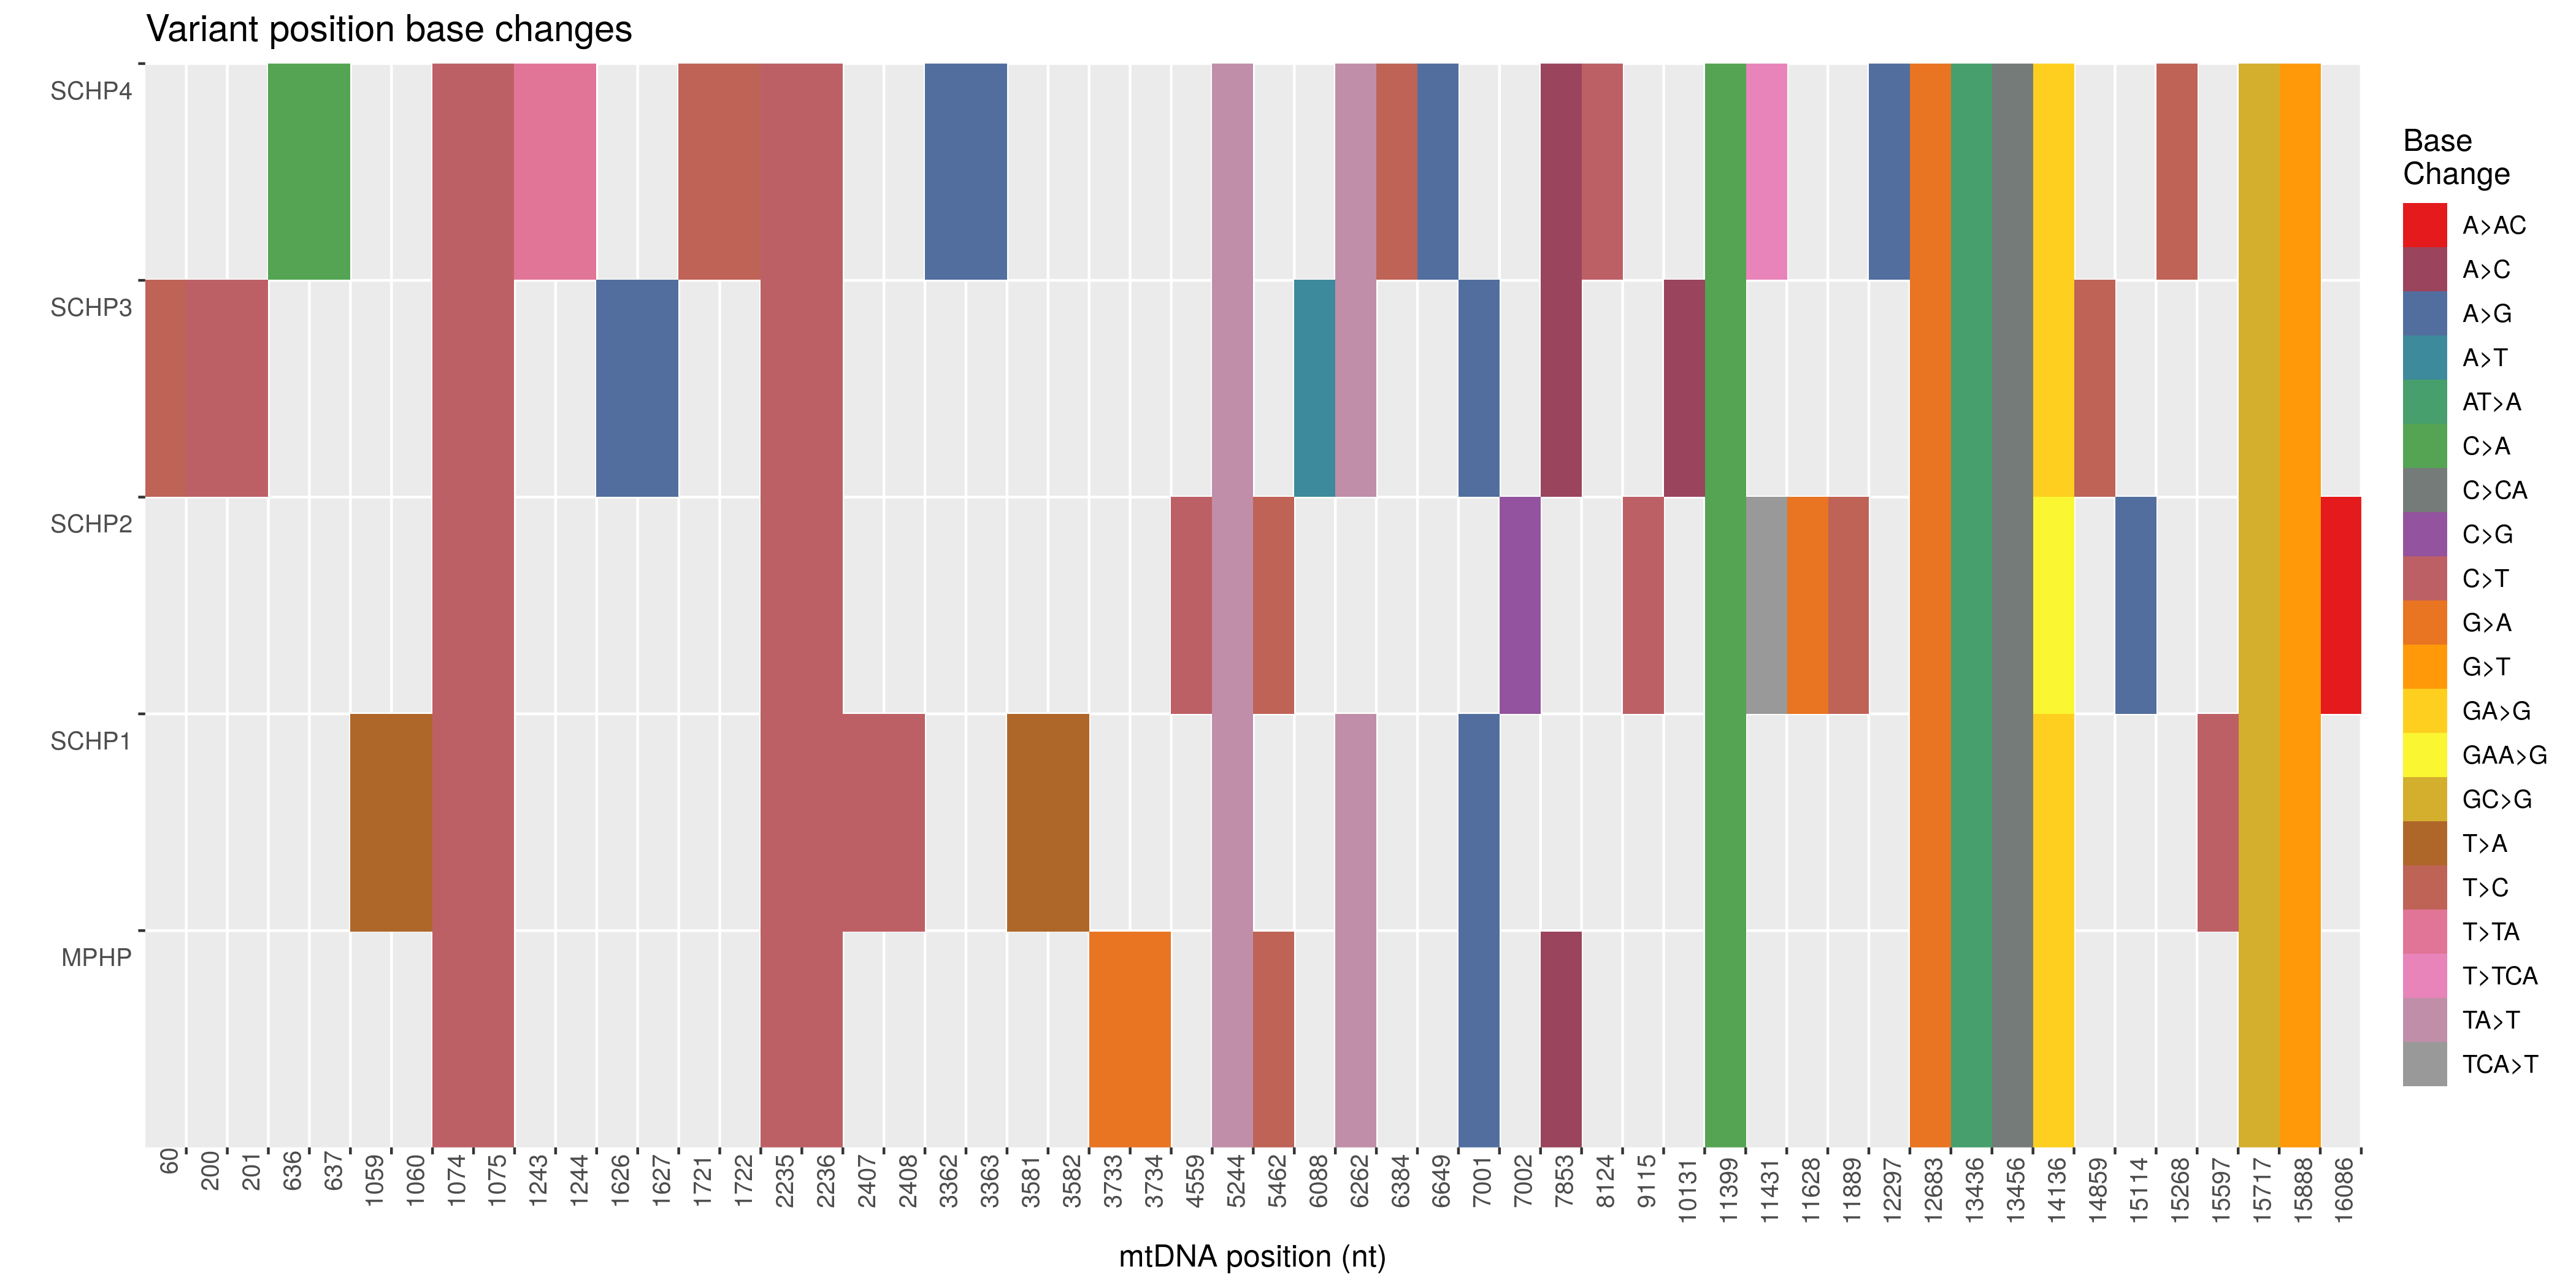 Variant position base changes
SCHP4
SCHP3
SCHP2
SCHP1
MPHP
60
200
201
636
637
1059
1060
1074
1075
1243
1244
1626
1627
1721
1722
2235
2236
2407
2408
3362
3363
3581
3582
3733
3734
4559
5244
5462
6088
6262
6384
6649
7001
7002
7853
8124
9115
10131
11399
11431
11628
11889
12297
12683
13436
13456
14136
14859
15114
15268
15597
15717
15888
16086
mtDNA position (nt)
Base
Change
A>AC
A>C
A>G
A>T
AT>A
C>A
C>CA
C>G
C>T
G>A
G>T
GA>G
GAA>G
GC>G
T>A
T>C
T>TA
T>TCA
TA>T
TCA>T